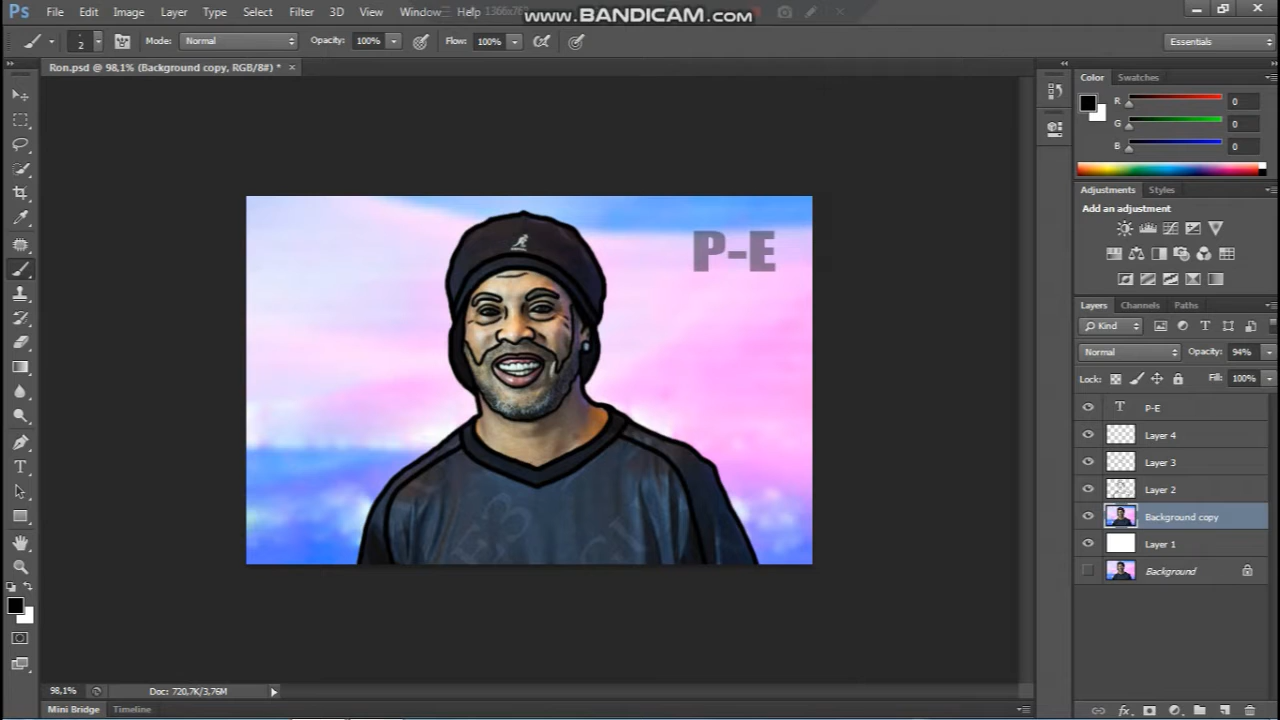 Ps File Edit Image Layer Type Select Filter 3D View Window Help
www.BANDICAM.com
2 Mode: Normal Opacity: 100% Flow: 100% Essentials
Ron.psd @ 98,1% (Background copy, RGB/8#) * ×
Color Swatches
R 0
G 0
B 0
Adjustments Styles
Add an adjustment
P-E
Layers Channels Paths
Kind
Normal Opacity: 94%
Lock: Fill: 100%
T P-E
Layer 4
Layer 3
Layer 2
Background copy
Layer 1
Background
98,1% Doc: 720,7K/3,76M
Mini Bridge Timeline
fx